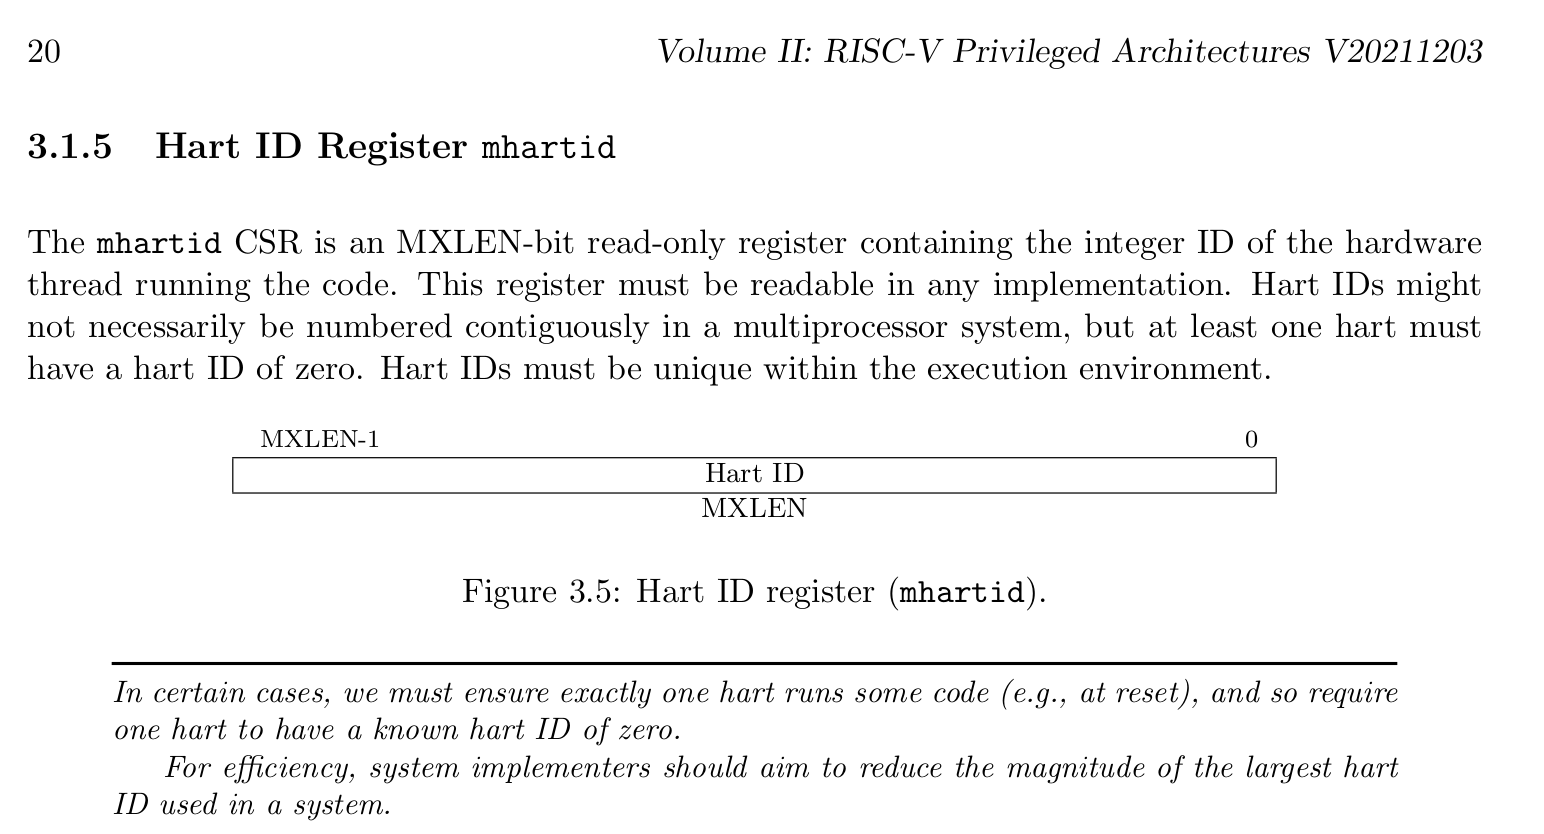 20 Volume II: RISC-V Privileged Architectures V20211203
3.1.5 Hart ID Register mhartid
The mhartid CSR is an MXLEN-bit read-only register containing the integer ID of the hardware
thread running the code. This register must be readable in any implementation. Hart IDs might
not necessarily be numbered contiguously in a multiprocessor system, but at least one hart must
have a hart ID of zero. Hart IDs must be unique within the execution environment.
MXLEN-1 0
Hart ID
MXLEN
Figure 3.5: Hart ID register (mhartid).
In certain cases, we must ensure exactly one hart runs some code (e.g., at reset), and so require
one hart to have a known hart ID of zero.
For efficiency, system implementers should aim to reduce the magnitude of the largest hart
ID used in a system.